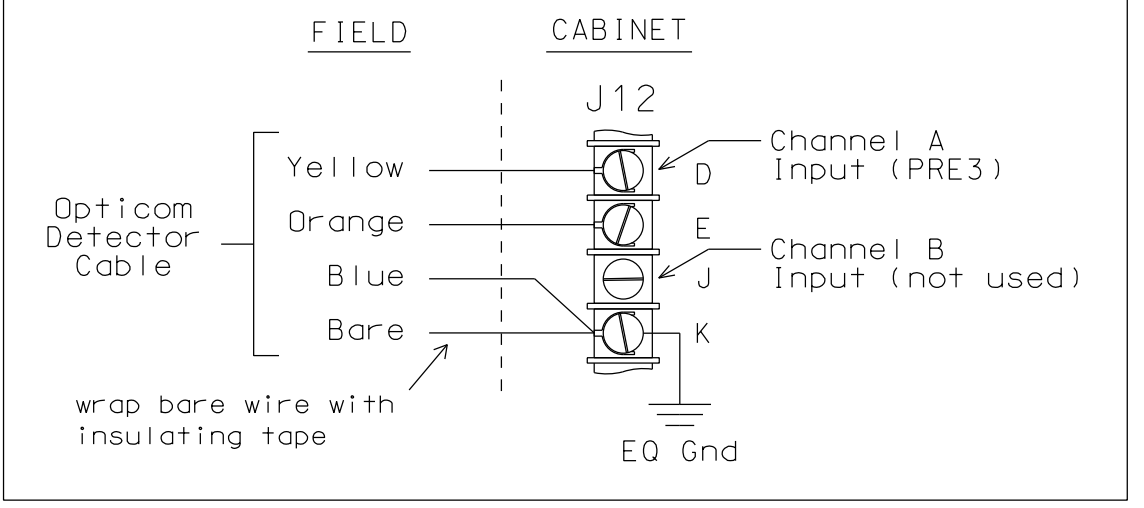 FIELD
CABINET
J12
Yellow
Orange
Blue
Bare
Opticom
Detector
Cable
D
E
J
K
Channel A
Input (PRE3)
Channel B
Input (not used)
wrap bare wire with
insulating tape
EQ Gnd